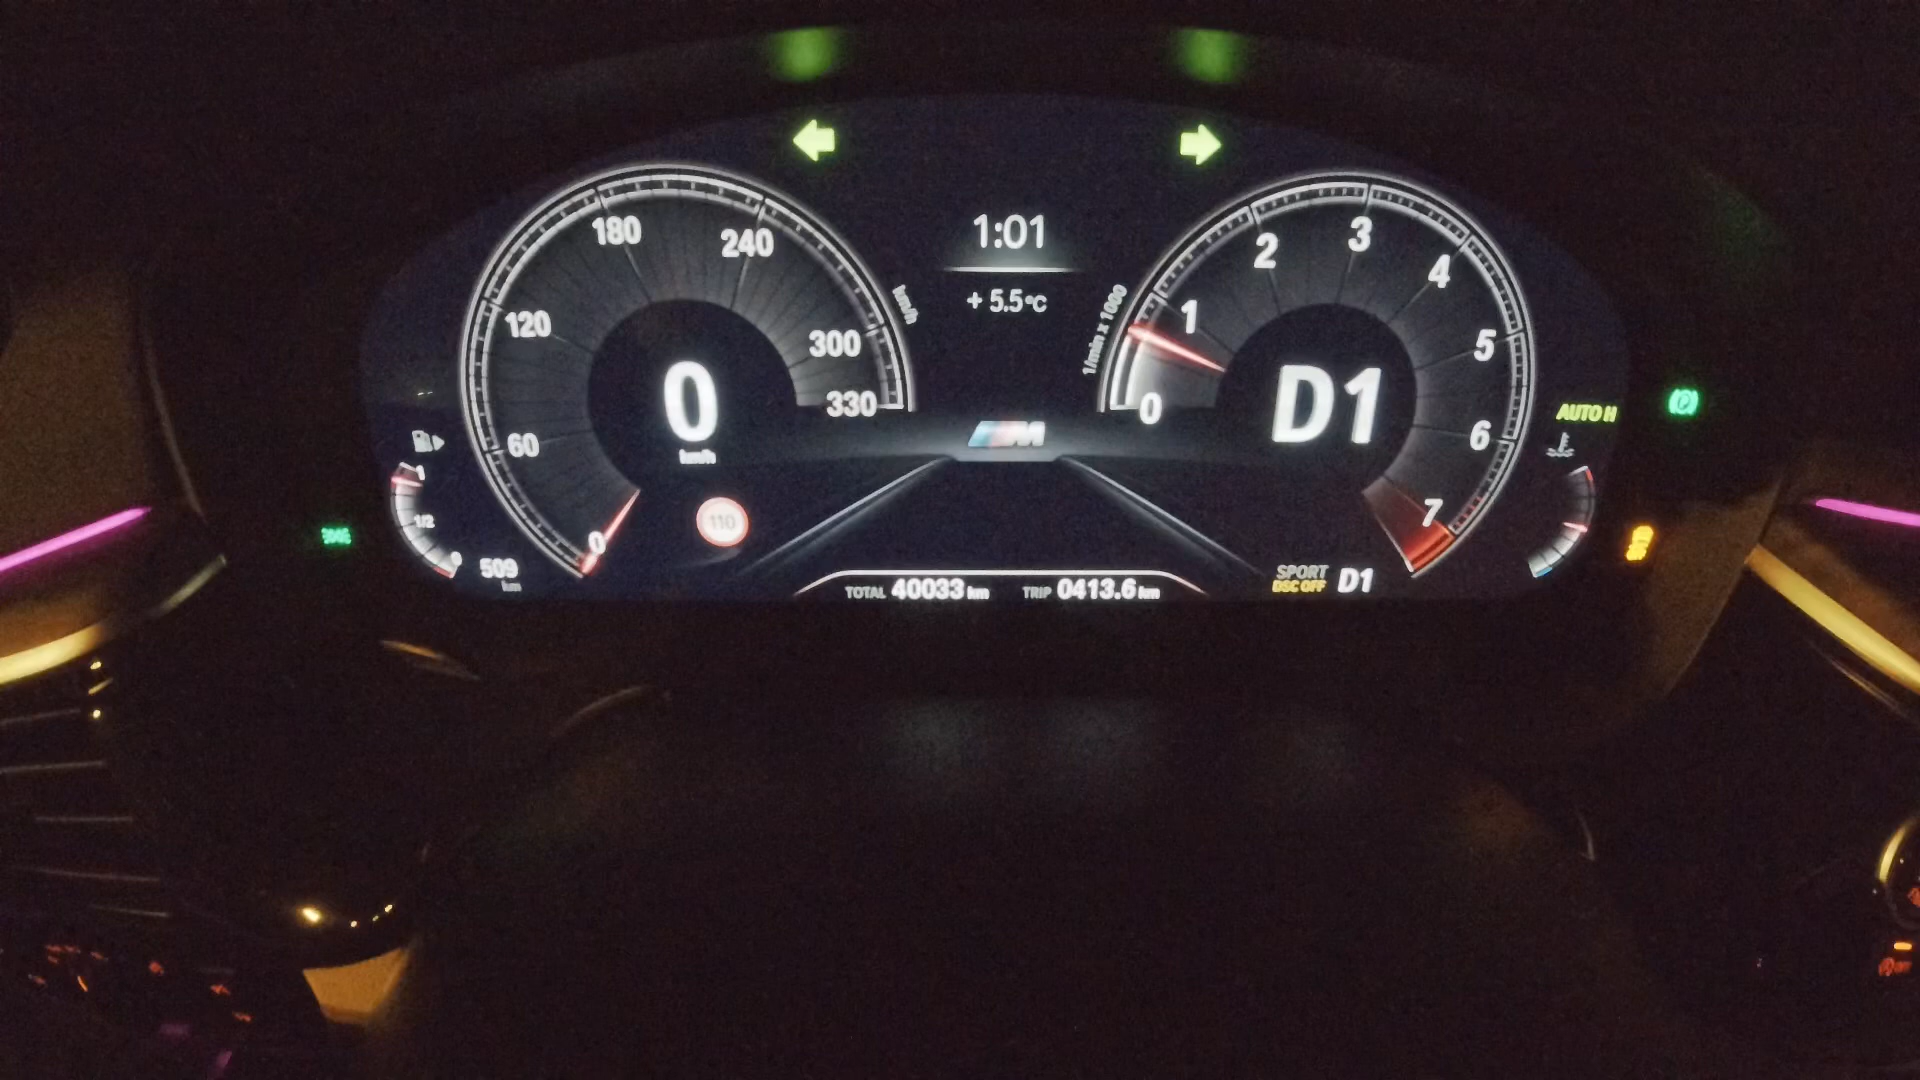 1:01
+ 5.5°C
0
60
120
180
240
300
330
km/h
0
km/h
110
1/min x 1000
0
1
2
3
4
5
6
7
D1
M
AUTO H
1
1/2
0
509
km
TOTAL 40033 km
TRIP 0413.6 km
SPORT
DSC OFF
D1